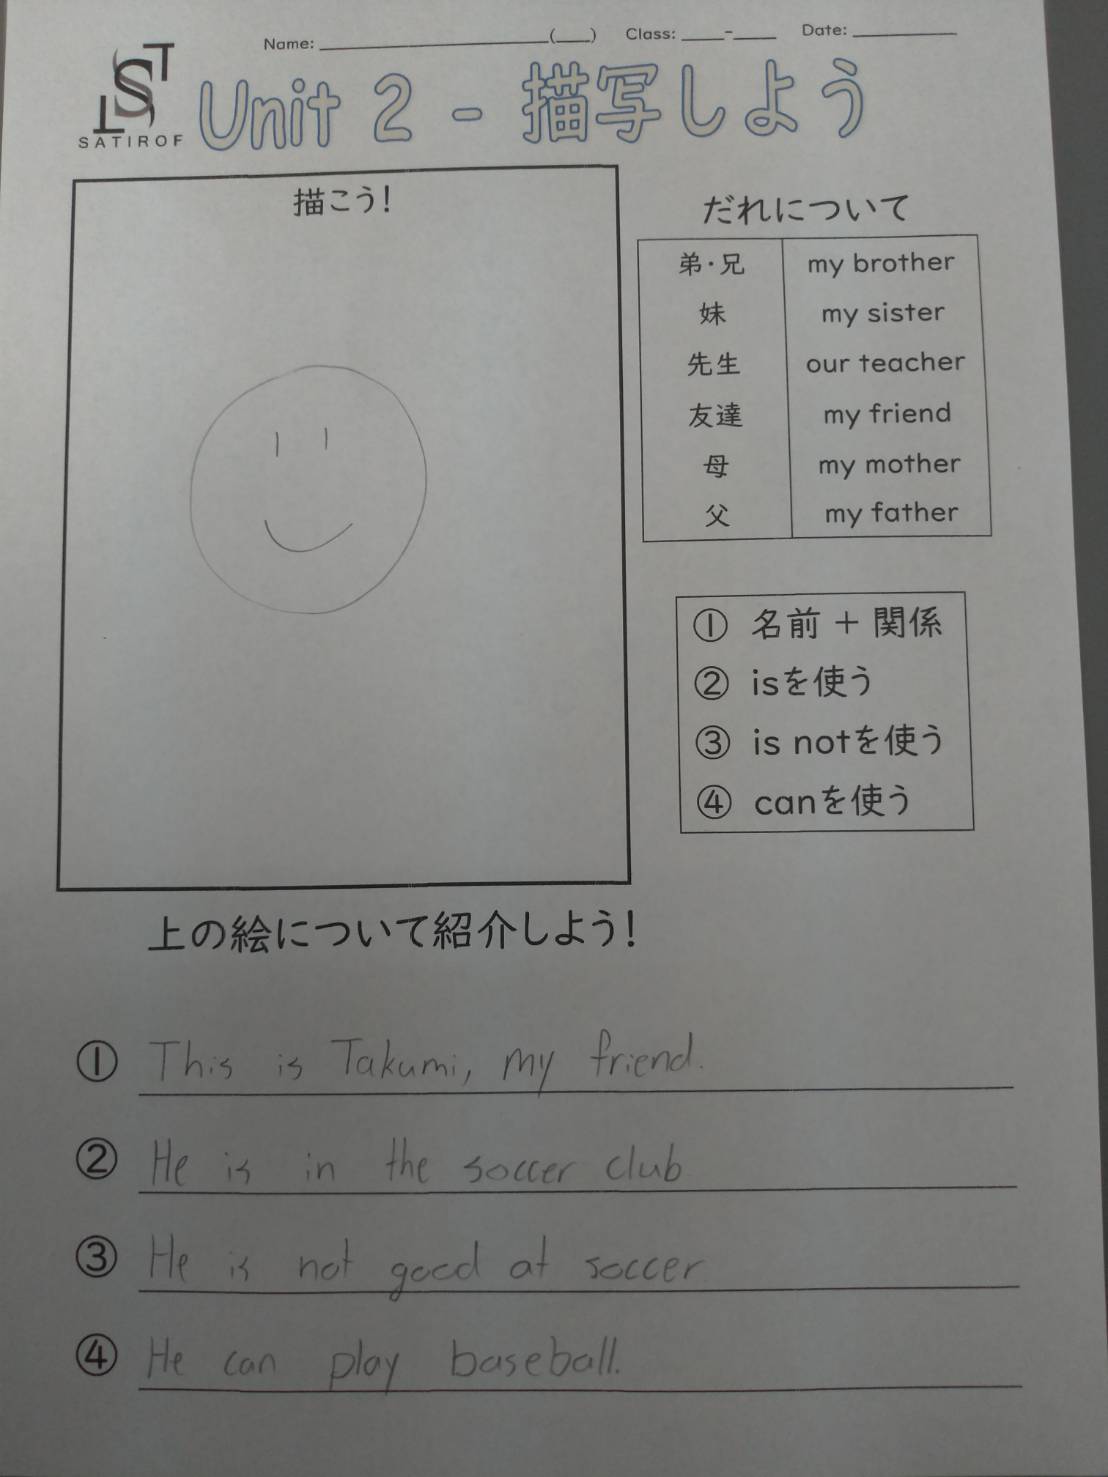 Name: ____________________(___) Class: ____-____ Date: __________
LST
SATIROF
Unit 2 - 描写しよう
描こう!
だれについて
弟・兄 my brother
妹 my sister
先生 our teacher
友達 my friend
母 my mother
父 my father
① 名前 + 関係
② isを使う
③ is notを使う
④ canを使う
上の絵について紹介しよう!
① This is Takumi, my friend.
② He is in the soccer club
③ He is not good at soccer
④ He can play baseball.